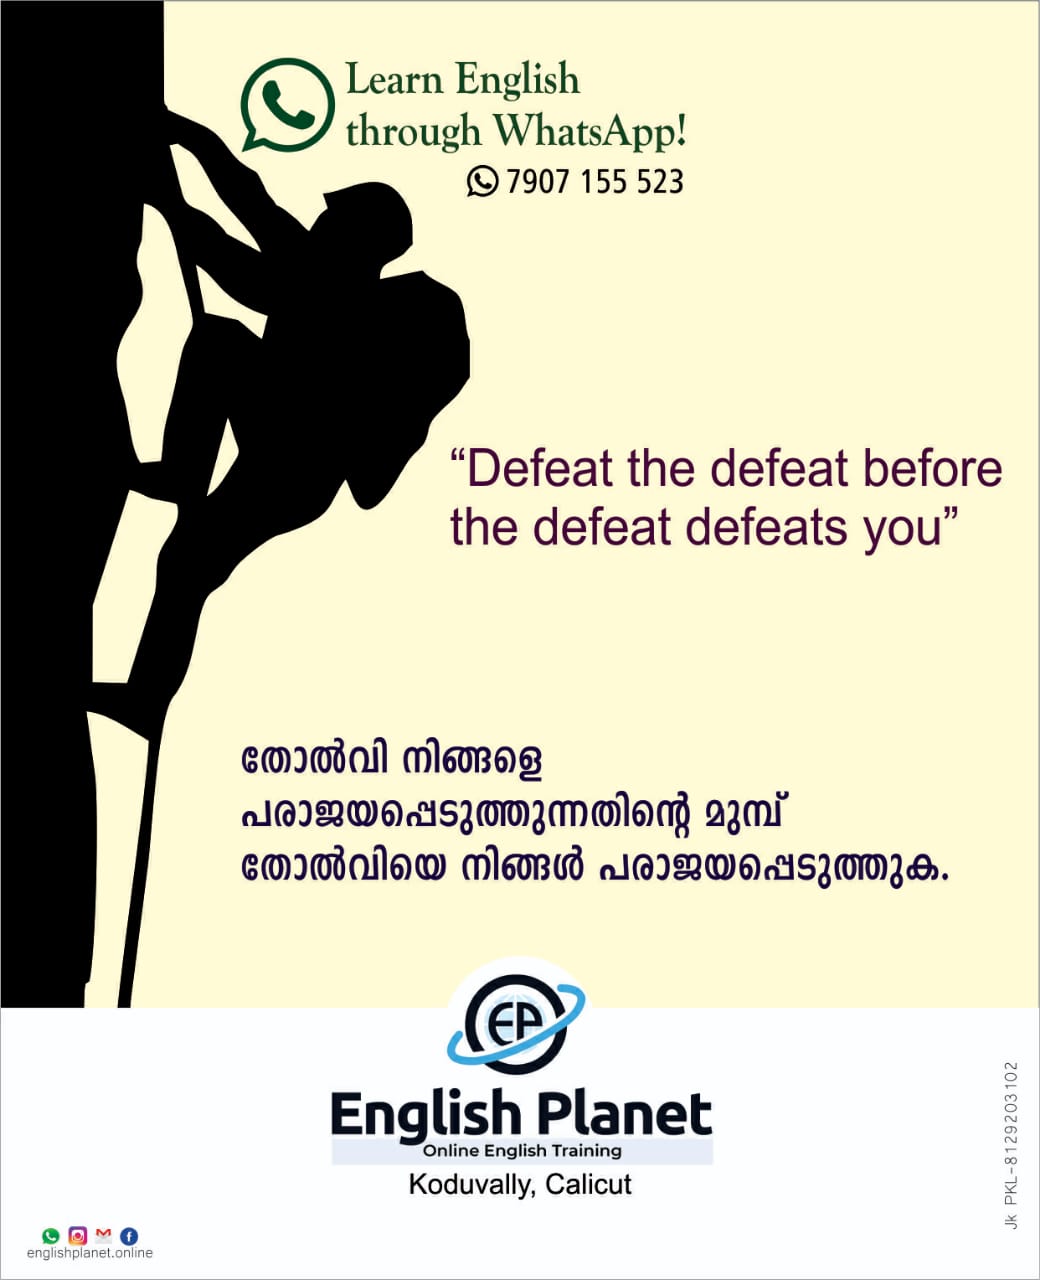 Learn English
through WhatsApp!
7907 155 523
“Defeat the defeat before
the defeat defeats you”
തോൽവി നിങ്ങളെ
പരാജയപ്പെടുത്തുന്നതിന്റെ മുമ്പ്
തോൽവിയെ നിങ്ങൾ പരാജയപ്പെടുത്തുക.
EP
English Planet
Online English Training
Koduvally, Calicut
englishplanet.online
Jk PKL-8129203102